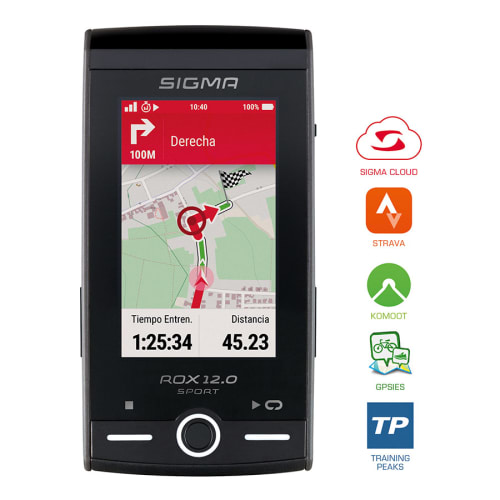 SIGMA
10:40 100%
Derecha
100M
Tiempo Entren. Distancia
1:25:34 45.23
ROX 12.0
SPORT
SIGMA CLOUD
STRAVA
KOMOOT
GPSIES
TP
TRAINING
PEAKS